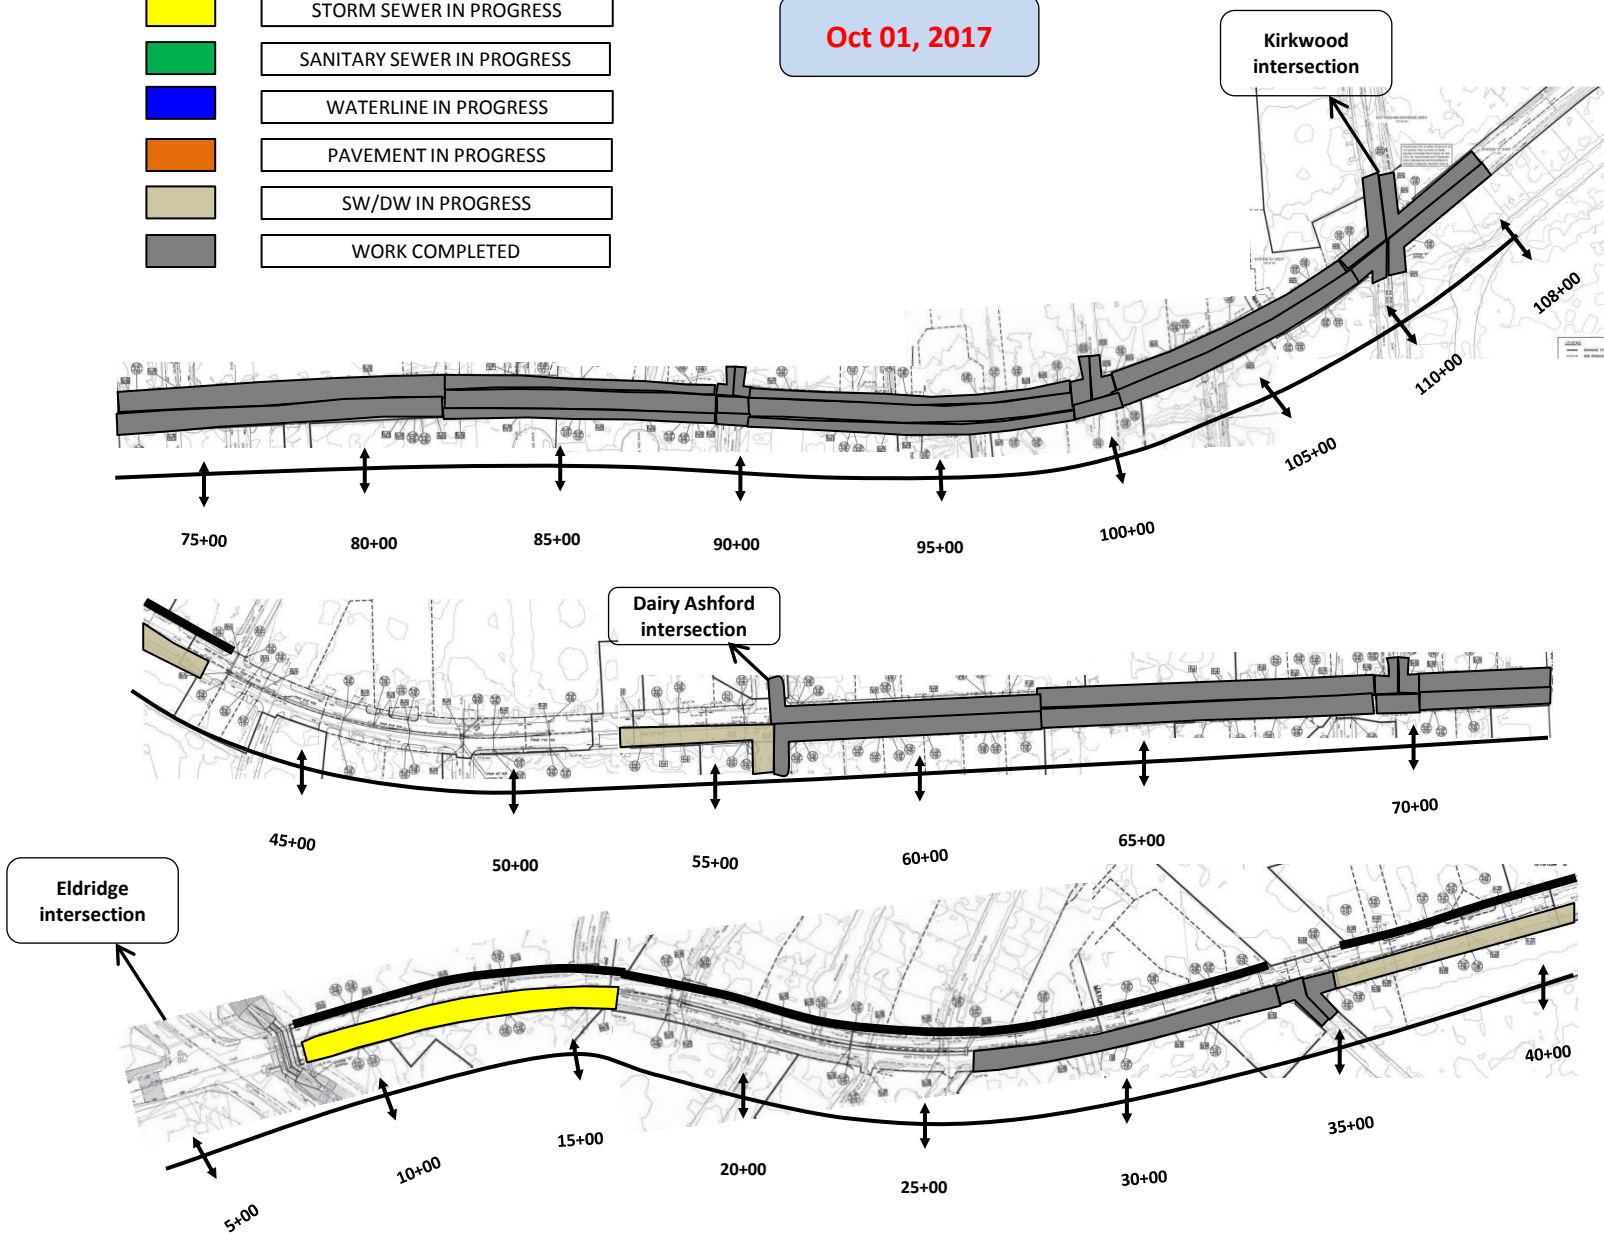 STORM SEWER IN PROGRESS
SANITARY SEWER IN PROGRESS
WATERLINE IN PROGRESS
PAVEMENT IN PROGRESS
SW/DW IN PROGRESS
WORK COMPLETED
Oct 01, 2017
Kirkwood
intersection
108+00
110+00
105+00
100+00
75+00
80+00
85+00
90+00
95+00
Dairy Ashford
intersection
45+00
50+00
55+00
60+00
65+00
70+00
Eldridge
intersection
5+00
10+00
15+00
20+00
25+00
30+00
35+00
40+00
LEGEND